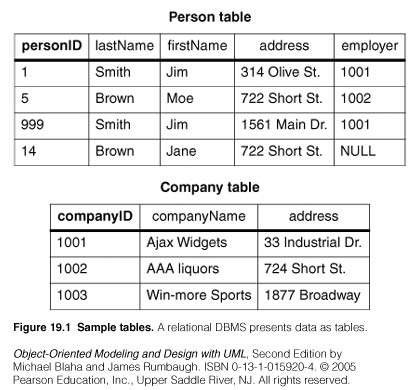 Person table
personID lastName firstName address employer
1 Smith Jim 314 Olive St. 1001
5 Brown Moe 722 Short St. 1002
999 Smith Jim 1561 Main Dr. 1001
14 Brown Jane 722 Short St. NULL
Company table
companyID companyName address
1001 Ajax Widgets 33 Industrial Dr.
1002 AAA liquors 724 Short St.
1003 Win-more Sports 1877 Broadway
Figure 19.1 Sample tables. A relational DBMS presents data as tables.
Object-Oriented Modeling and Design with UML, Second Edition by
Michael Blaha and James Rumbaugh. ISBN 0-13-1-015920-4. © 2005
Pearson Education, Inc., Upper Saddle River, NJ. All rights reserved.